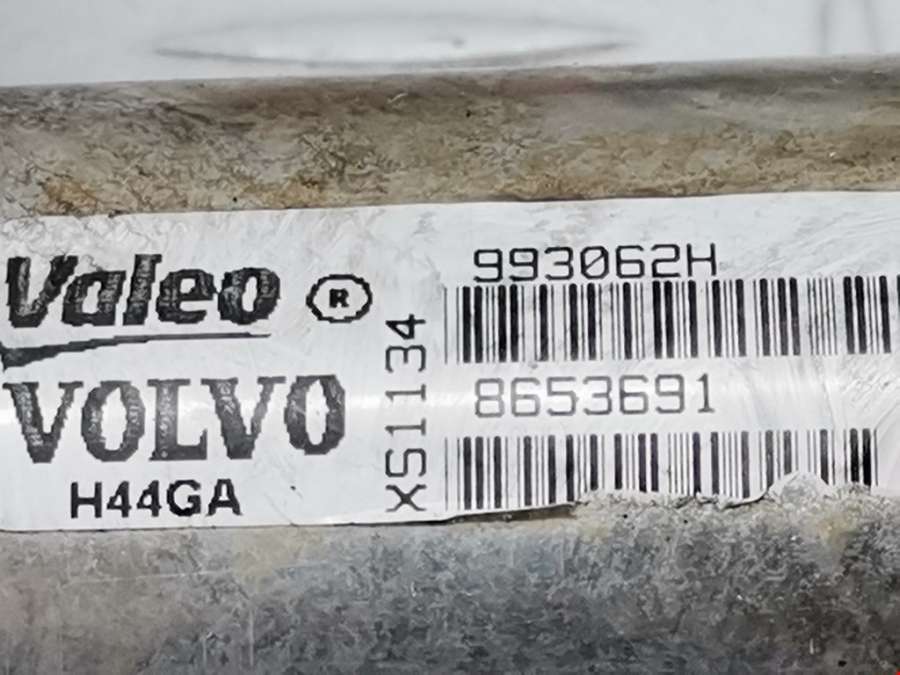 Valeo ®
VOLVO
H44GA
XS1134
993062H
8653691